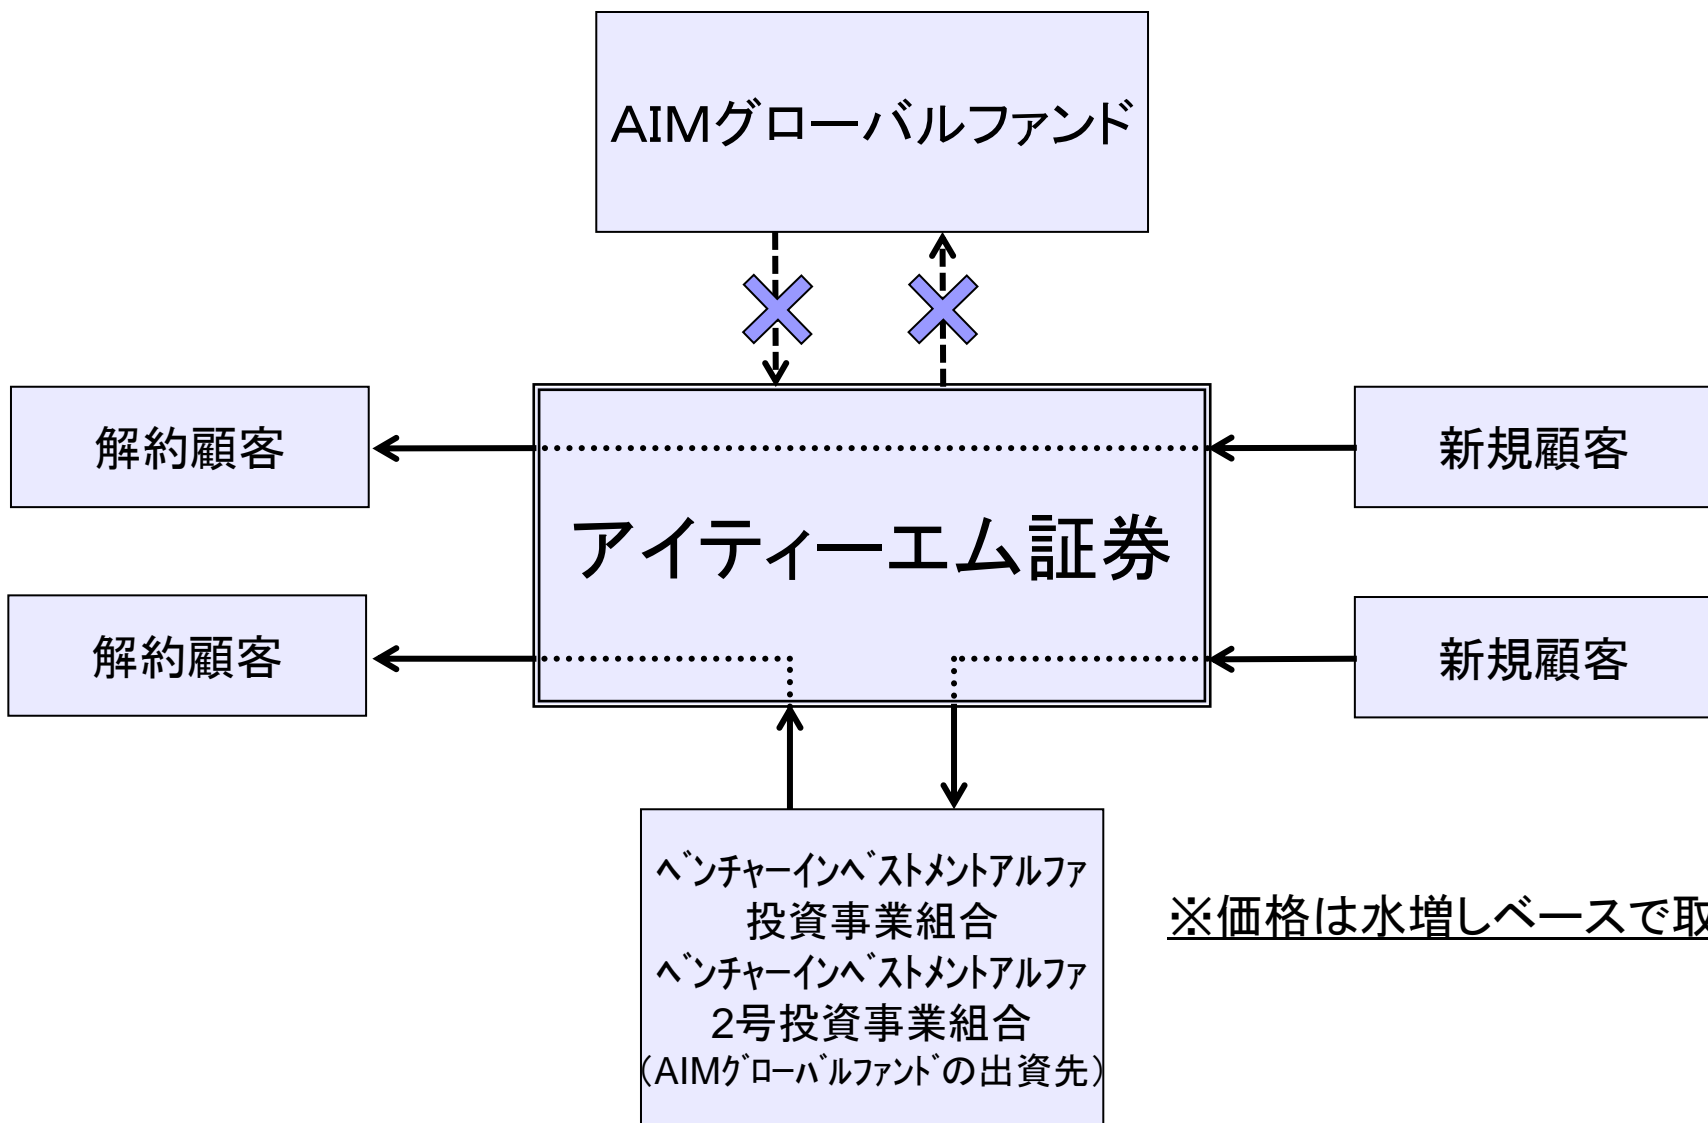 AIMグローバルファンド
解約顧客
新規顧客
アイティーエム証券
解約顧客
新規顧客
ﾍﾞﾝﾁｬｰｲﾝﾍﾞｽﾄﾒﾝﾄアルファ
投資事業組合
ﾍﾞﾝﾁｬｰｲﾝﾍﾞｽﾄﾒﾝﾄアルファ
2号投資事業組合
（AIMｸﾞﾛｰﾊﾞﾙﾌｧﾝﾄﾞの出資先）
※価格は水増しベースで取